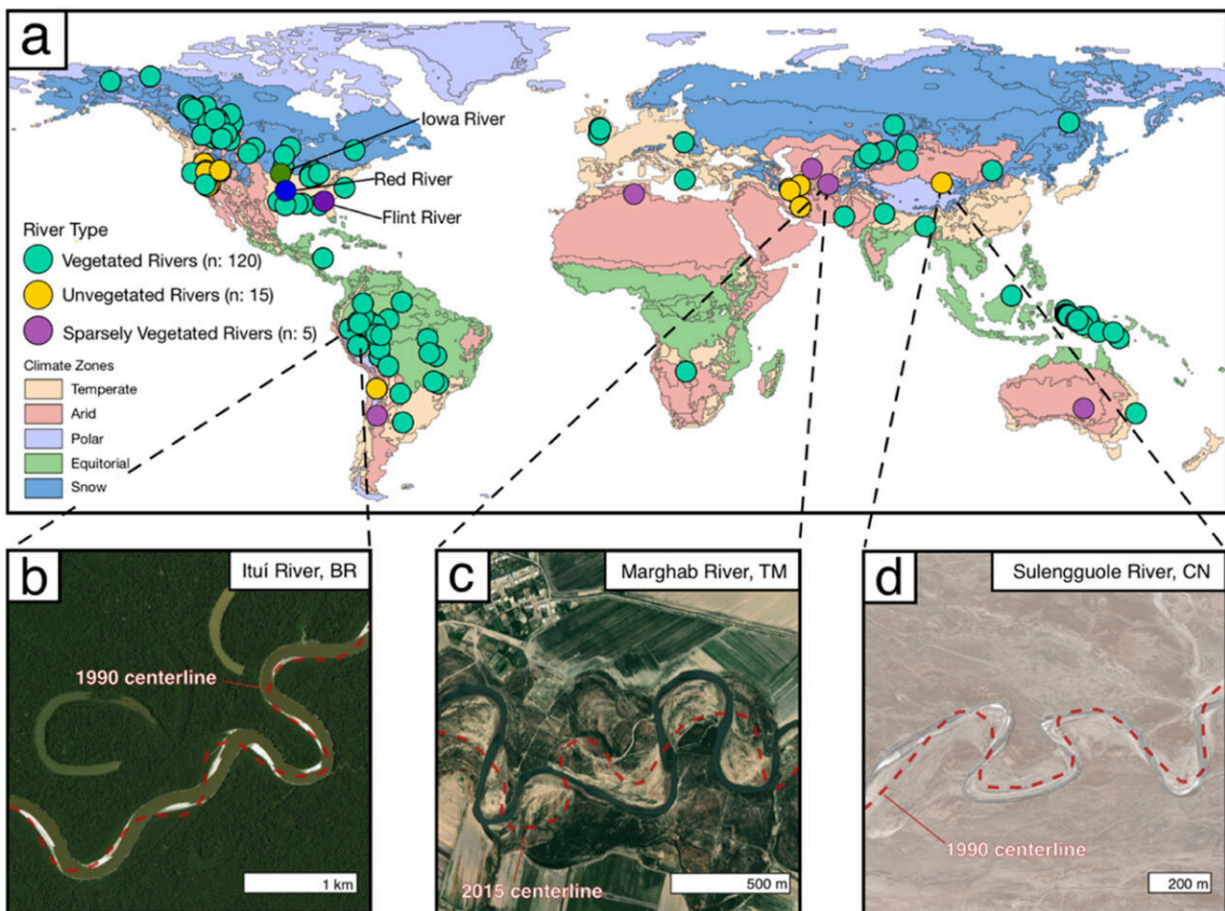 a
Iowa River
Red River
Flint River
River Type
Vegetated Rivers (n: 120)
Unvegetated Rivers (n: 15)
Sparsely Vegetated Rivers (n: 5)
Climate Zones
Temperate
Arid
Polar
Equitorial
Snow
b
Ituí River, BR
1990 centerline
1 km
c
Marghab River, TM
2015 centerline
500 m
d
Sulengguole River, CN
1990 centerline
200 m